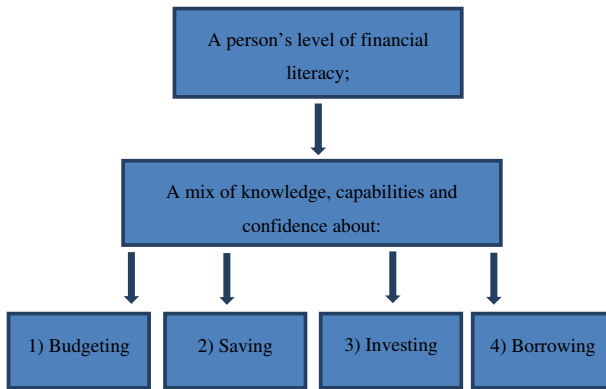 A person’s level of financial
literacy;
A mix of knowledge, capabilities and
confidence about:
1) Budgeting
2) Saving
3) Investing
4) Borrowing